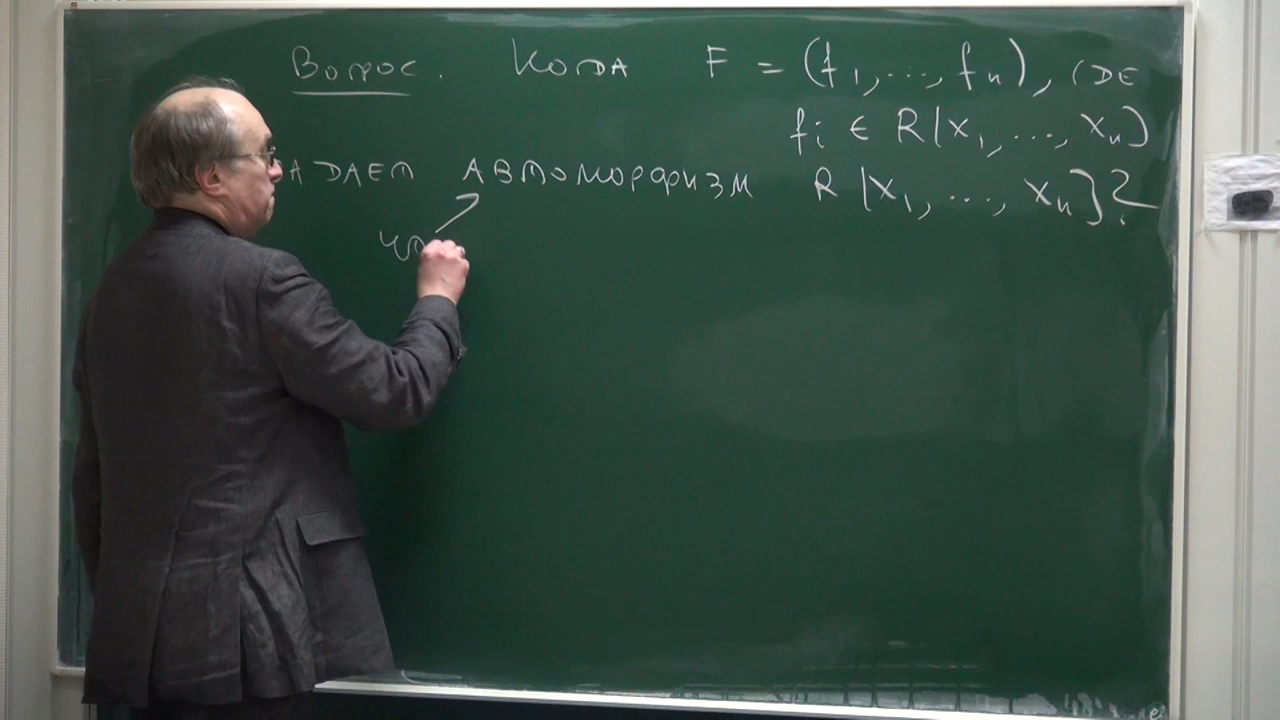 Вопрос. Когда F = (f₁, ..., fₙ), где
fᵢ ∈ R[x₁, ..., xₙ]
задает автоморфизм R[x₁, ..., xₙ]?